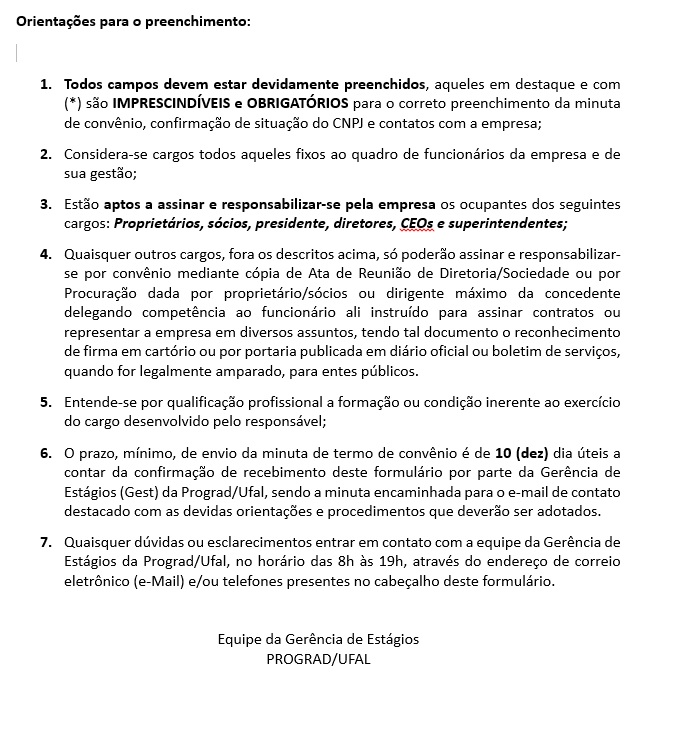 Orientações para o preenchimento:
1. Todos campos devem estar devidamente preenchidos, aqueles em destaque e com
(*) são IMPRESCINDÍVEIS e OBRIGATÓRIOS para o correto preenchimento da minuta
de convênio, confirmação de situação do CNPJ e contatos com a empresa;
2. Considera-se cargos todos aqueles fixos ao quadro de funcionários da empresa e de
sua gestão;
3. Estão aptos a assinar e responsabilizar-se pela empresa os ocupantes dos seguintes
cargos: Proprietários, sócios, presidente, diretores, CEOs e superintendentes;
4. Quaisquer outros cargos, fora os descritos acima, só poderão assinar e responsabilizar-
se por convênio mediante cópia de Ata de Reunião de Diretoria/Sociedade ou por
Procuração dada por proprietário/sócios ou dirigente máximo da concedente
delegando competência ao funcionário ali instruído para assinar contratos ou
representar a empresa em diversos assuntos, tendo tal documento o reconhecimento
de firma em cartório ou por portaria publicada em diário oficial ou boletim de serviços,
quando for legalmente amparado, para entes públicos.
5. Entende-se por qualificação profissional a formação ou condição inerente ao exercício
do cargo desenvolvido pelo responsável;
6. O prazo, mínimo, de envio da minuta de termo de convênio é de 10 (dez) dia úteis a
contar da confirmação de recebimento deste formulário por parte da Gerência de
Estágios (Gest) da Prograd/Ufal, sendo a minuta encaminhada para o e-mail de contato
destacado com as devidas orientações e procedimentos que deverão ser adotados.
7. Quaisquer dúvidas ou esclarecimentos entrar em contato com a equipe da Gerência de
Estágios da Prograd/Ufal, no horário das 8h às 19h, através do endereço de correio
eletrônico (e-Mail) e/ou telefones presentes no cabeçalho deste formulário.
Equipe da Gerência de Estágios
PROGRAD/UFAL